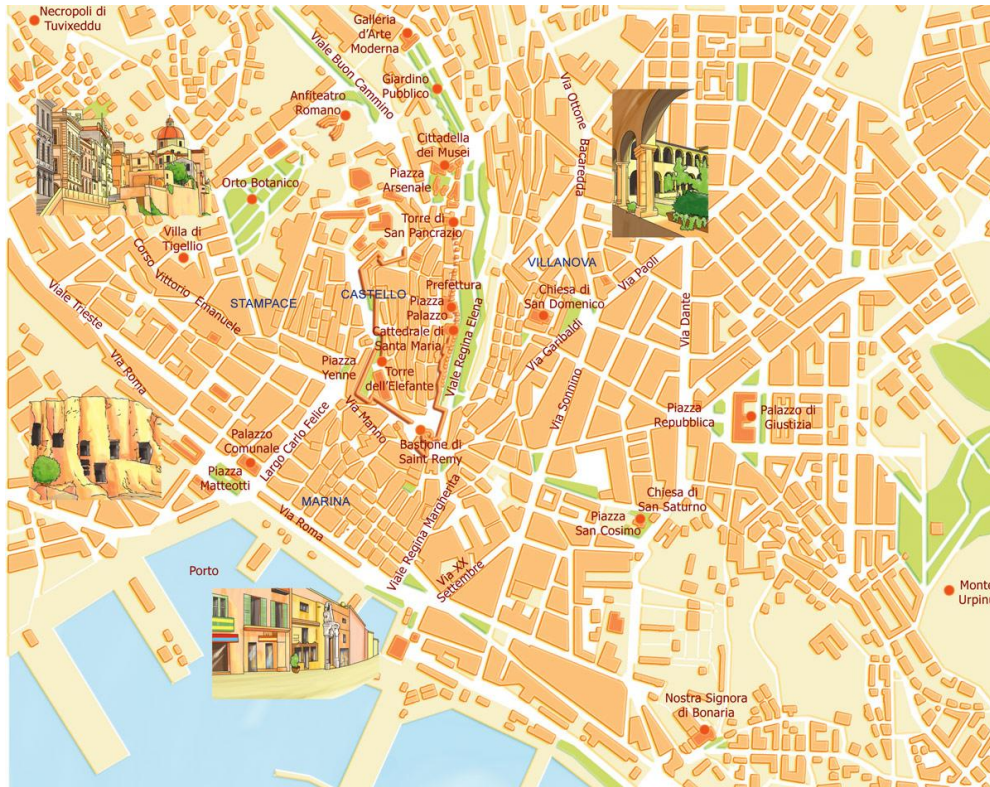 Necropoli di
Tuvixeddu
Galleria
d'Arte
Moderna
Viale Buon Cammino
Giardino
Pubblico
Anfiteatro
Romano
Via Ottone Bacaredda
Cittadella
dei Musei
Piazza
Arsenale
Orto Botanico
Torre di
San Pancrazio
Villa di
Tigellio
Corso Vittorio Emanuele
VILLANOVA
Via Paoli
Viale Trieste
STAMPACE
CASTELLO
Prefettura
Piazza
Palazzo
Chiesa di
San Domenico
Cattedrale di
Santa Maria
Viale Regina Elena
Via Garibaldi
Via Dante
Via Roma
Piazza
Yenne
Torre
dell'Elefante
Via Sonnino
Via Manno
Largo Carlo Felice
Piazza
Repubblica
Palazzo di
Giustizia
Palazzo
Comunale
Bastione di
Saint Remy
Piazza
Matteotti
MARINA
Via Roma
Viale Regina Margherita
Chiesa di
San Saturno
Piazza
San Cosimo
Porto
Via XX
Settembre
Monte
Nostra Signora
di Bonaria